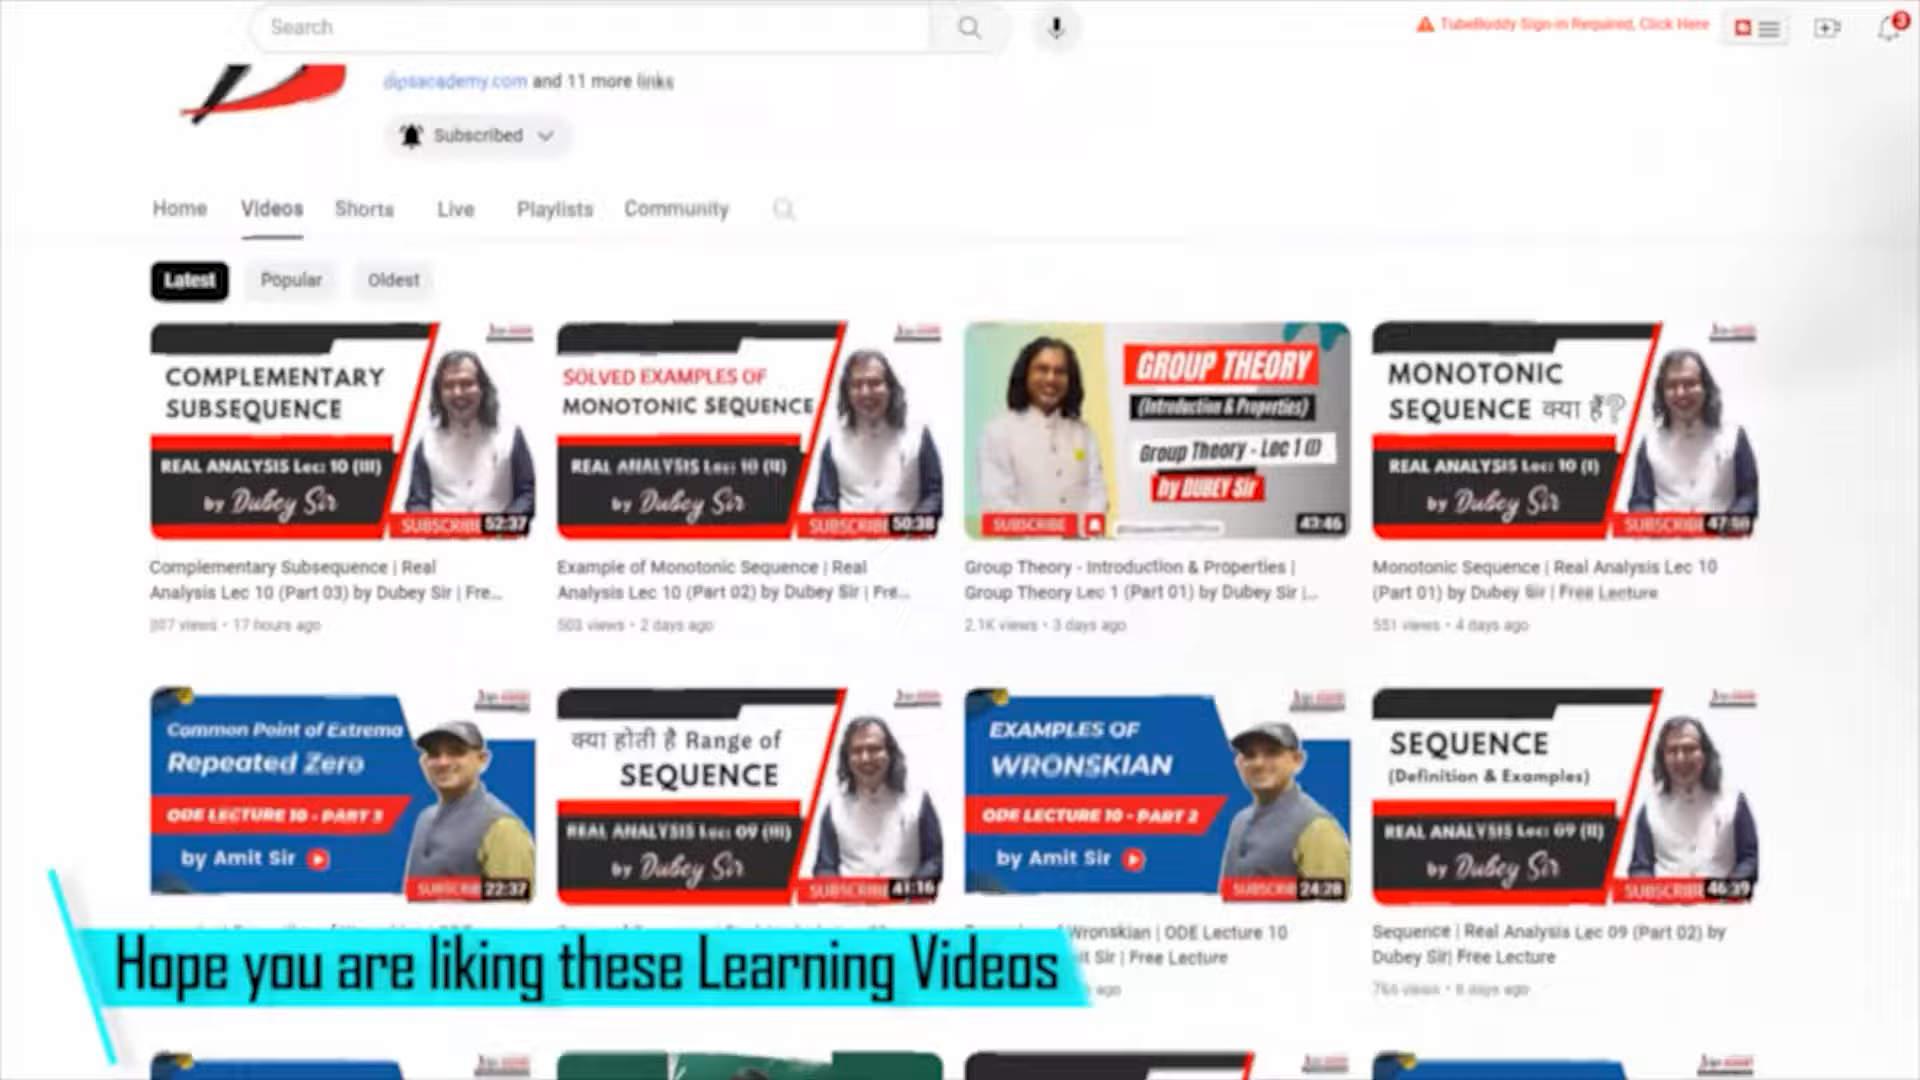 Search
TubeBuddy Sign-in Required, Click Here
3
dipsacademy.com and 11 more links
Subscribed
Home Videos Shorts Live Playlists Community
Latest Popular Oldest
COMPLEMENTARY
SUBSEQUENCE
REAL ANALYSIS Lec: 10 (III)
by Dubey Sir
SUBSCRIBE 52:37
SOLVED EXAMPLES OF
MONOTONIC SEQUENCE
REAL ANALYSIS Lec: 10 (II)
by Dubey Sir
SUBSCRIBE 50:38
GROUP THEORY
(Introduction & Properties)
Group Theory - Lec 1 (I)
by DUBEY Sir
SUBSCRIBE
43:46
MONOTONIC
SEQUENCE क्या हैं?
REAL ANALYSIS Lec: 10 (I)
by Dubey Sir
SUBSCRIBE
Complementary Subsequence | Real
Analysis Lec 10 (Part 03) by Dubey Sir | Fre...
views • 17 hours ago
Example of Monotonic Sequence | Real
Analysis Lec 10 (Part 02) by Dubey Sir | Fre...
503 views • 2 days ago
Group Theory - Introduction & Properties |
Group Theory Lec 1 (Part 01) by Dubey Sir |...
2.1K views • 3 days ago
Monotonic Sequence | Real Analysis Lec 10
(Part 01) by Dubey Sir | Free Lecture
551 views • 4 days ago
Common Point of Extrema
Repeated Zero
ODE LECTURE 10 - PART 3
by Amit Sir
SUBSCRIB 22:37
क्या होती है Range of
SEQUENCE
REAL ANALYSIS Lec: 09 (III)
by Dubey Sir
SUBSCRIBE 41:16
EXAMPLES OF
WRONSKIAN
ODE LECTURE 10 - PART 2
by Amit Sir
SUBSCRIB 24:28
SEQUENCE
(Definition & Examples)
REAL ANALYSIS Lec: 09 (II)
by Dubey Sir
SUBSCRIBE 46:39
Wronskian | ODE Lecture 10
it Sir | Free Lecture
ago
Sequence | Real Analysis Lec 09 (Part 02) by
Dubey Sir| Free Lecture
766 views • 6 days ago
Hope you are liking these Learning Videos